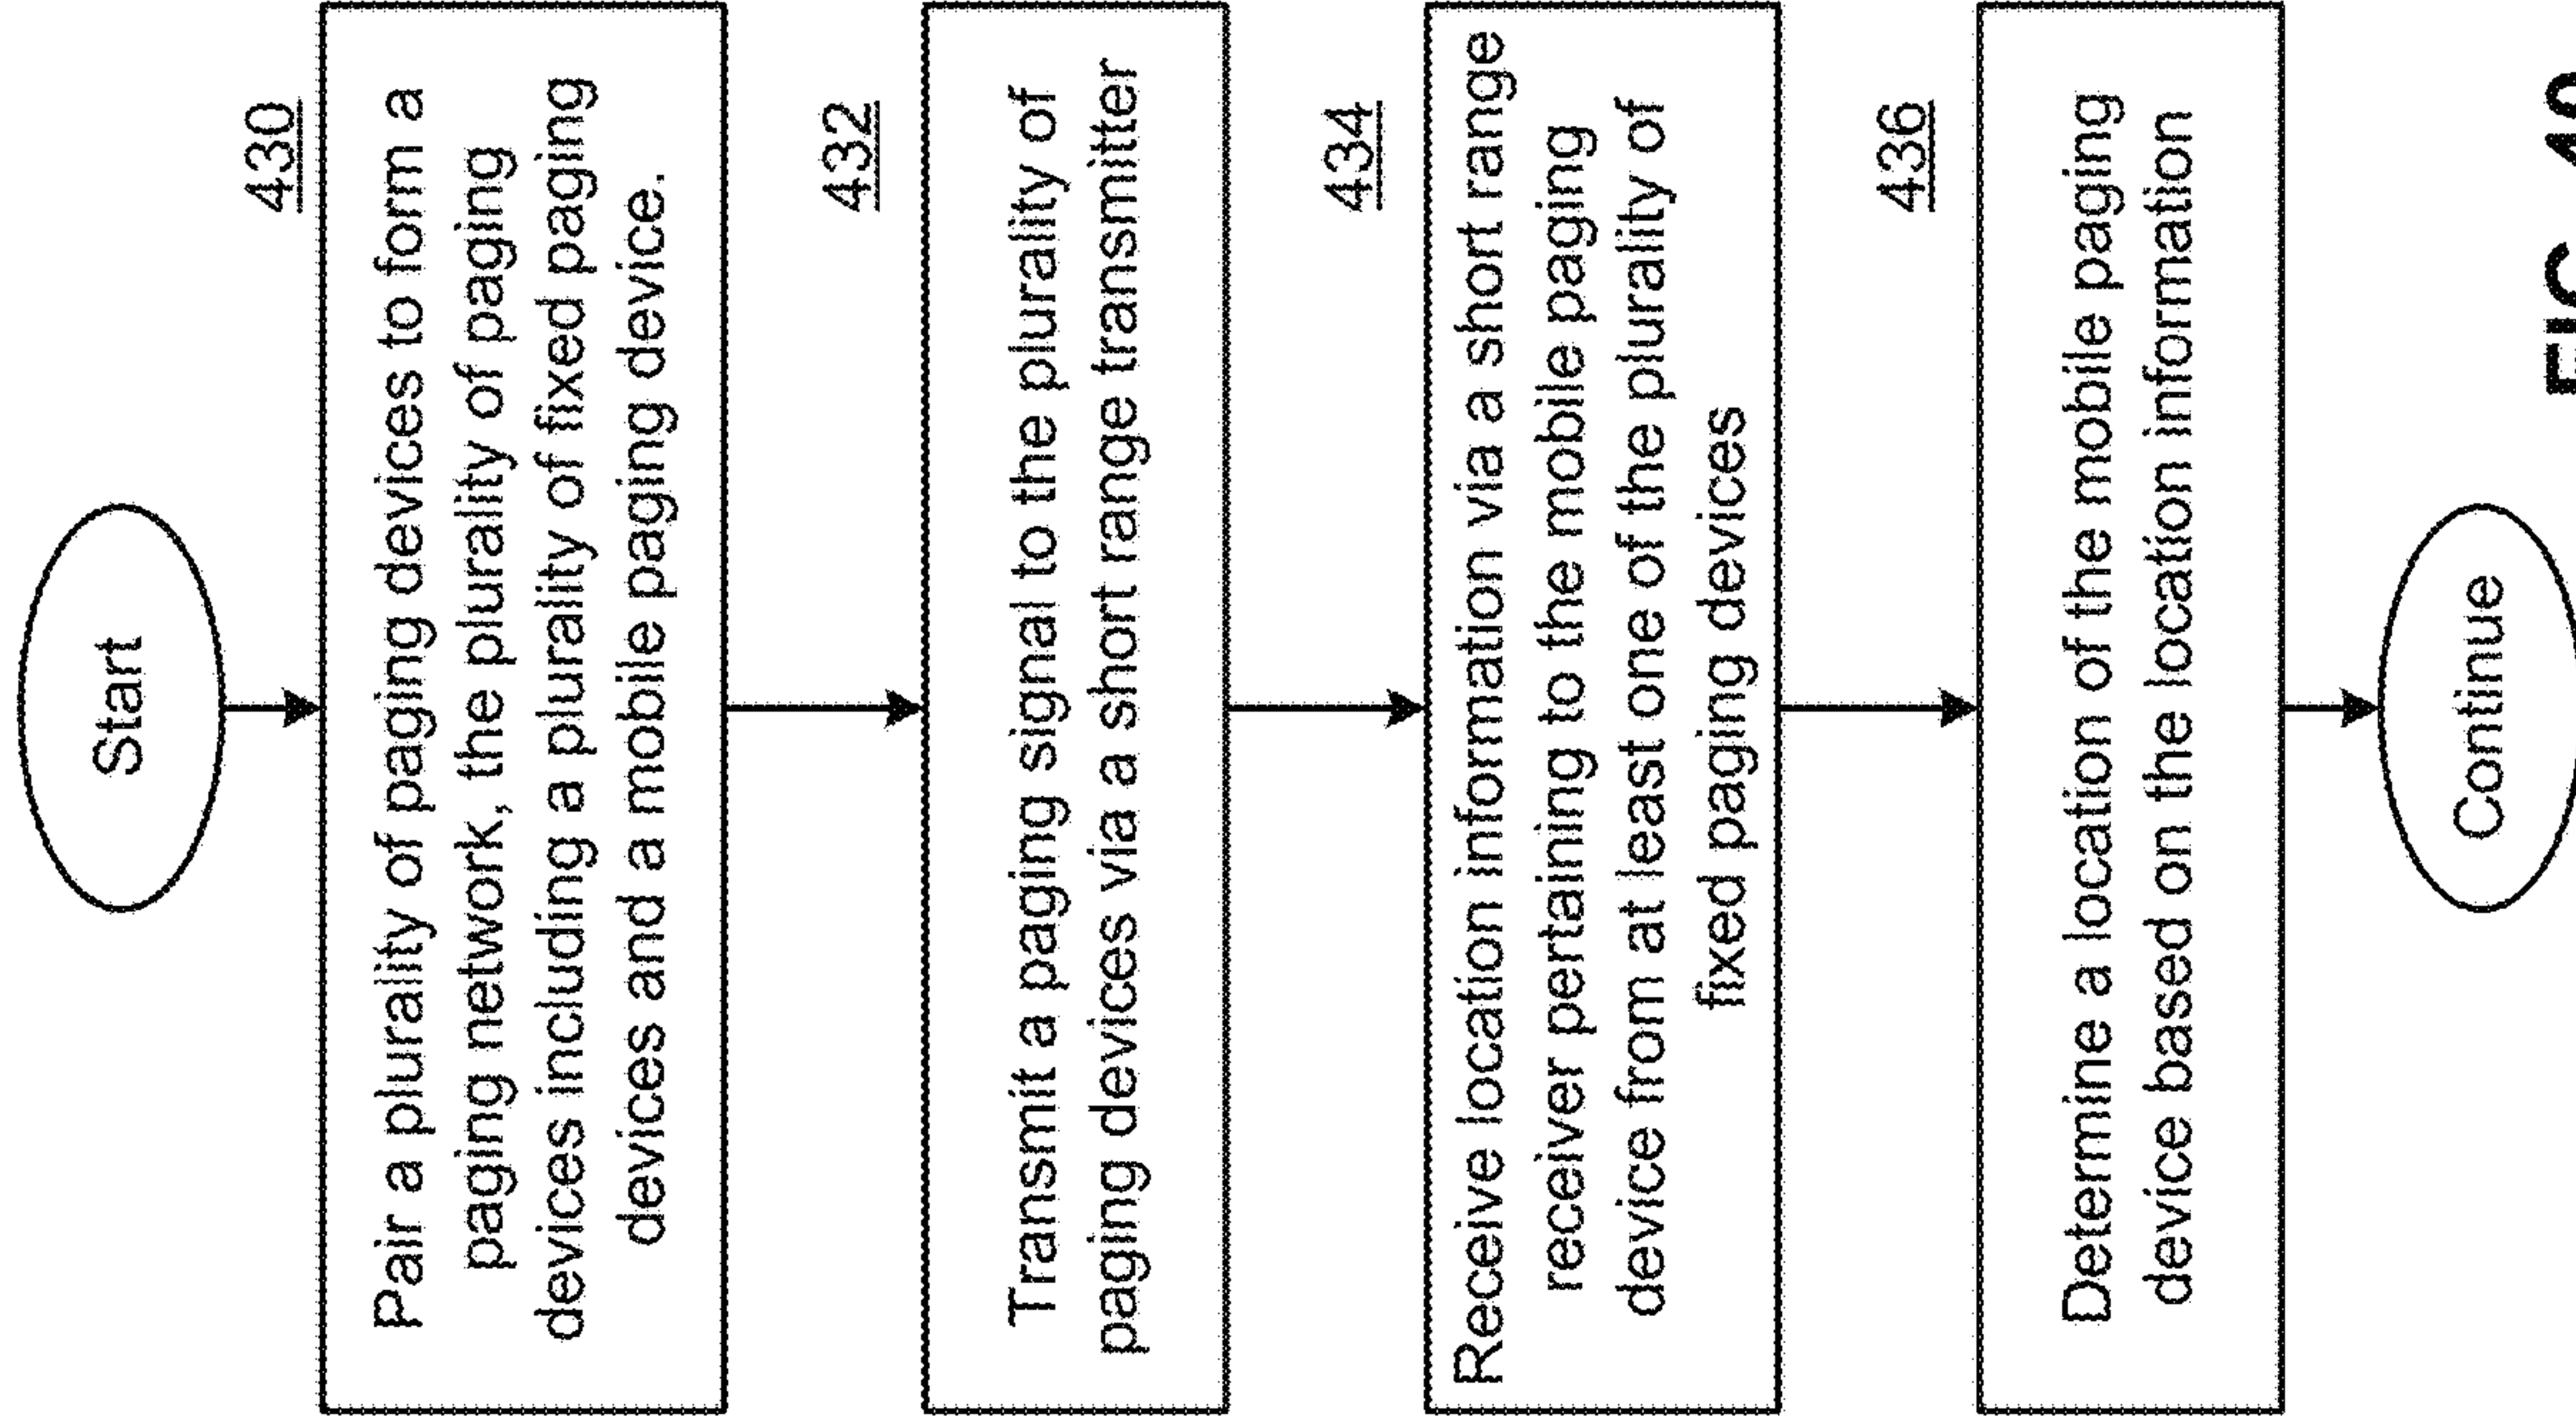 Start
430
Pair a plurality of paging devices to form a
paging network, the plurality of paging
devices including a plurality of fixed paging
devices and a mobile paging device.
432
Transmit a paging signal to the plurality of
paging devices via a short range transmitter
434
Receive location information via a short range
receiver pertaining to the mobile paging
device from at least one of the plurality of
fixed paging devices
436
Determine a location of the mobile paging
device based on the location information
Continue
FIG.